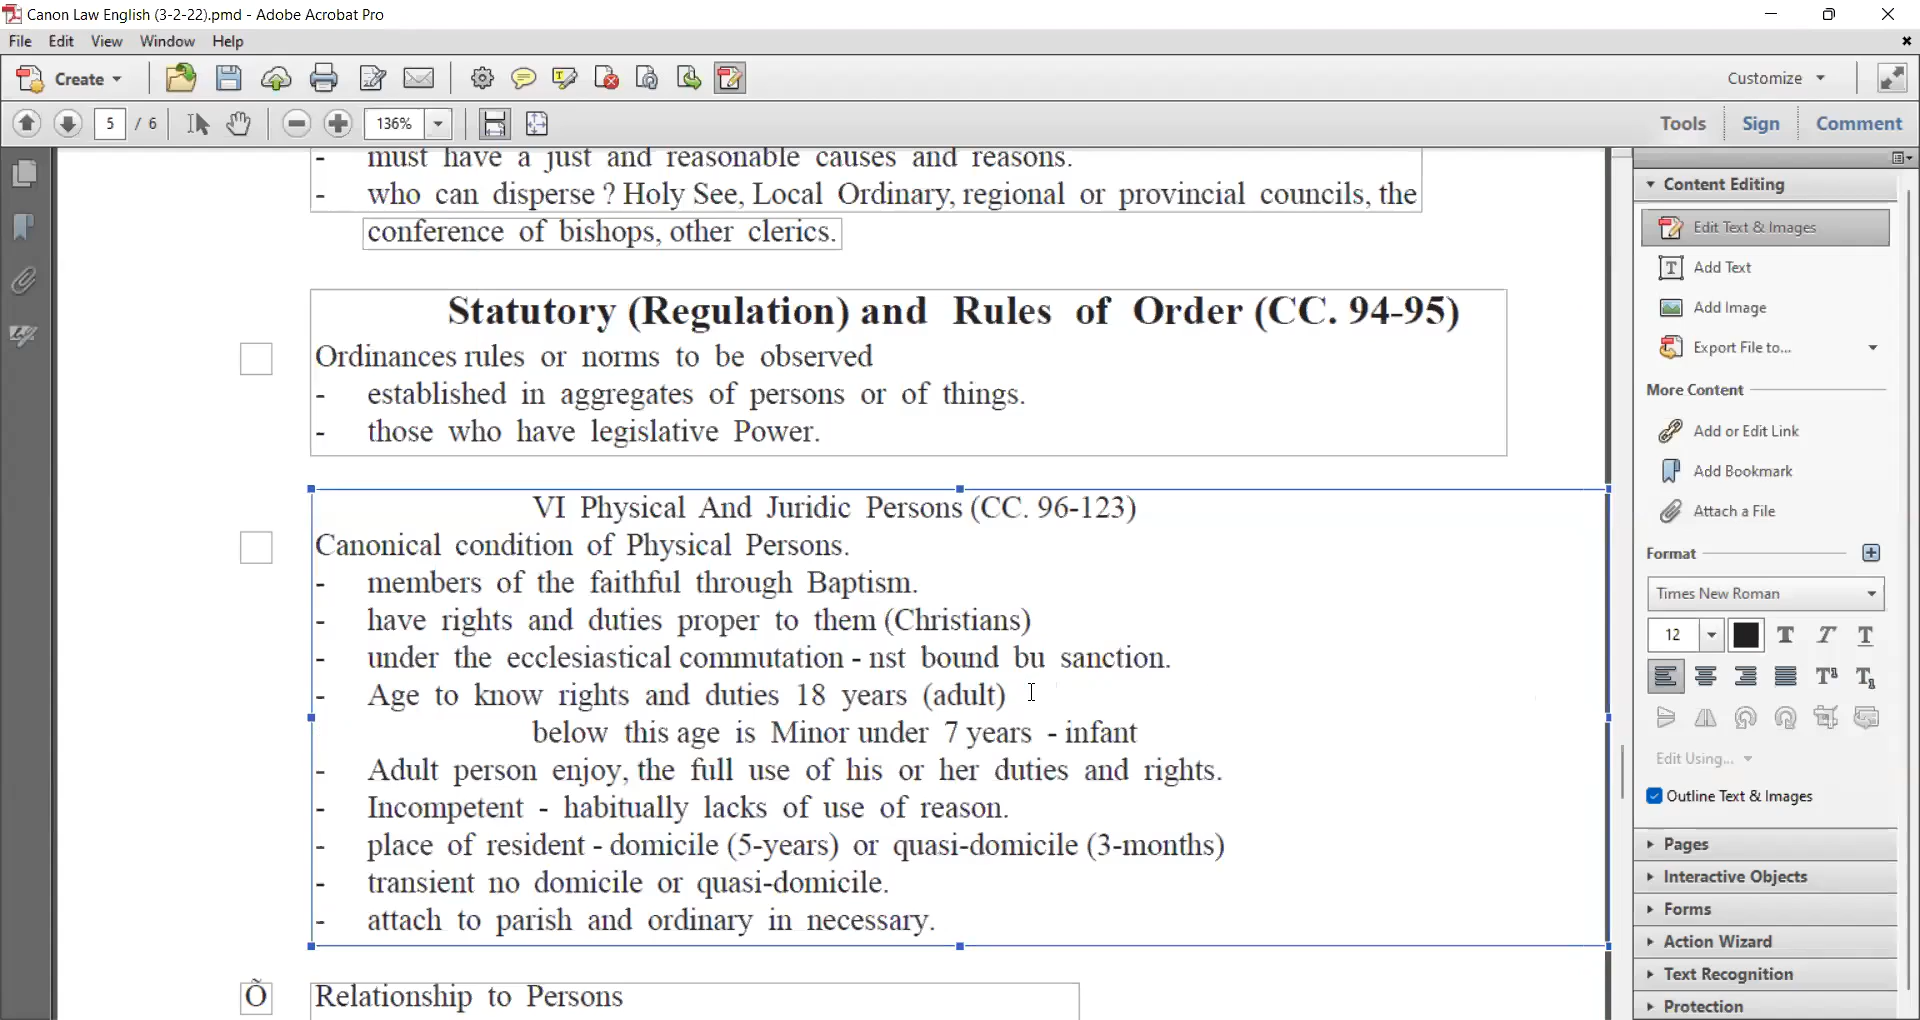 Canon Law English (3-2-22).pmd - Adobe Acrobat Pro
File Edit View Window Help
Create
Customize
5 / 6
136%
Tools Sign Comment
- must have a just and reasonable causes and reasons.
- who can disperse ? Holy See, Local Ordinary, regional or provincial councils, the
conference of bishops, other clerics.
Statutory (Regulation) and Rules of Order (CC. 94-95)
Ordinances rules or norms to be observed
- established in aggregates of persons or of things.
- those who have legislative Power.
VI Physical And Juridic Persons (CC. 96-123)
Canonical condition of Physical Persons.
- members of the faithful through Baptism.
- have rights and duties proper to them (Christians)
- under the ecclesiastical commutation - nst bound bu sanction.
- Age to know rights and duties 18 years (adult)
below this age is Minor under 7 years - infant
- Adult person enjoy, the full use of his or her duties and rights.
- Incompetent - habitually lacks of use of reason.
- place of resident - domicile (5-years) or quasi-domicile (3-months)
- transient no domicile or quasi-domicile.
- attach to parish and ordinary in necessary.
Õ Relationship to Persons
Content Editing
Edit Text & Images
Add Text
Add Image
Export File to...
More Content
Add or Edit Link
Add Bookmark
Attach a File
Format
Times New Roman
12
Edit Using...
Outline Text & Images
Pages
Interactive Objects
Forms
Action Wizard
Text Recognition
Protection